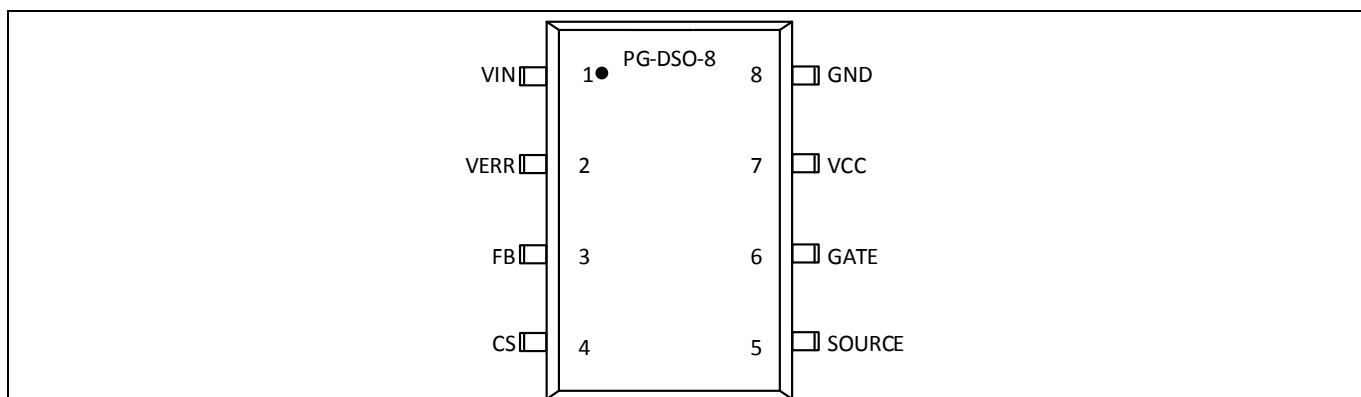 PG-DSO-8
VIN 1 8 GND
VERR 2 7 VCC
FB 3 6 GATE
CS 4 5 SOURCE